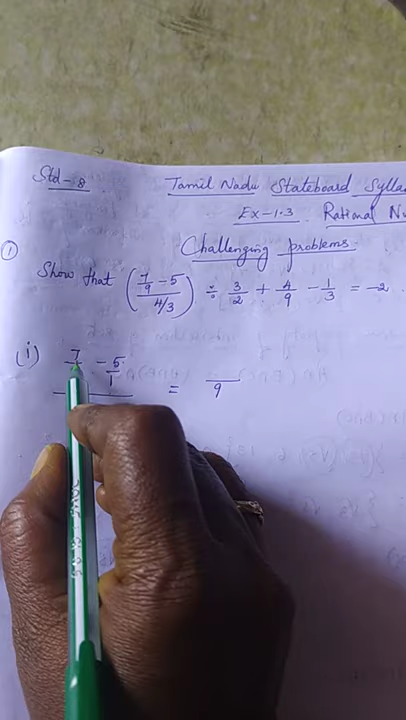 Std-8 Tamil Nadu Stateboard Sylla
Ex-1.3 Rational Nu
Challenging problems.
① Show that ((7/9 - 5)/(4/3)) ÷ 3/2 + 4/9 - 1/3 = -2.
(i) 7 - 5/1
= /9